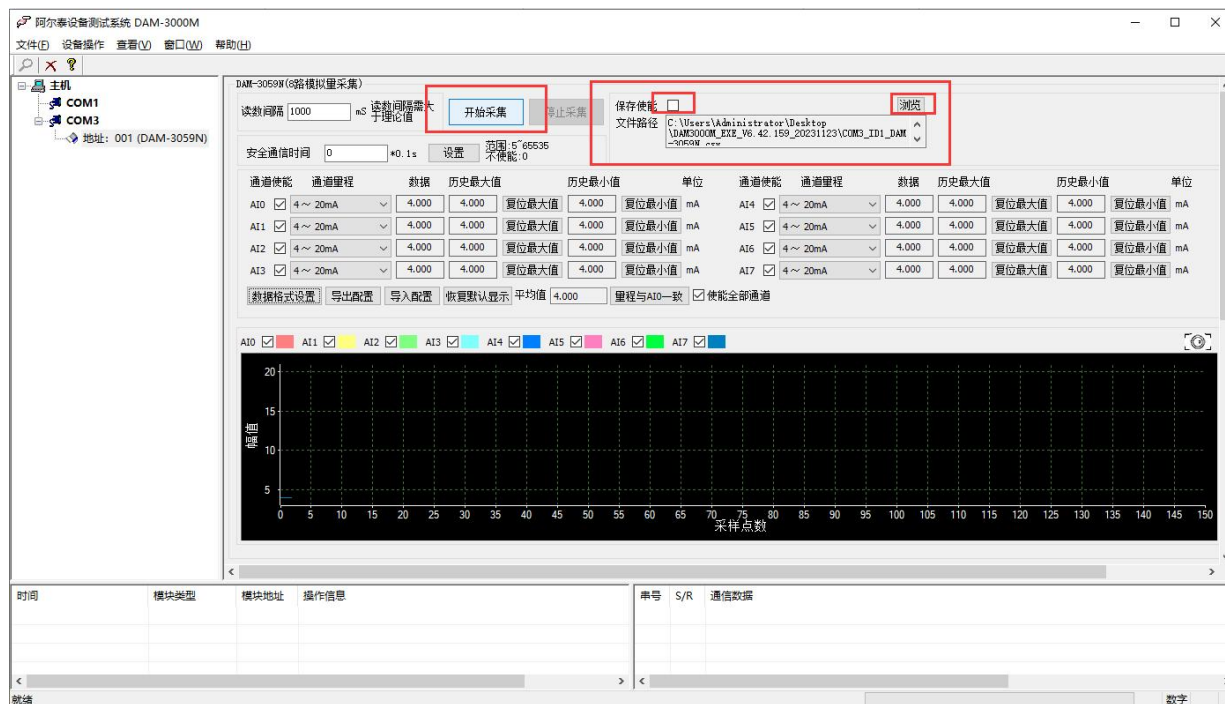 阿尔泰设备测试系统 DAM-3000M
文件(F) 设备操作 查看(V) 窗口(W) 帮助(H)
主机
COM1
COM3
地址：001 (DAM-3059N)
DAM-3059N(8路模拟量采集)
读数间隔 1000 mS 读数间隔需大于理论值 开始采集 停止采集
保存使能 浏览
文件路径 C:\Users\Administrator\Desktop
\DAM3000M_EXE_V6.42.159_20231123\COM3_ID1_DAM
-3059N.csv
安全通信时间 0 *0.1s 设置 范围:5~65535
不使能:0
通道使能 通道量程 数据 历史最大值 历史最小值 单位 通道使能 通道量程 数据 历史最大值 历史最小值 单位
AI0 4～ 20mA 4.000 4.000 复位最大值 4.000 复位最小值 mA AI4 4～ 20mA 4.000 4.000 复位最大值 4.000 复位最小值 mA
AI1 4～ 20mA 4.000 4.000 复位最大值 4.000 复位最小值 mA AI5 4～ 20mA 4.000 4.000 复位最大值 4.000 复位最小值 mA
AI2 4～ 20mA 4.000 4.000 复位最大值 4.000 复位最小值 mA AI6 4～ 20mA 4.000 4.000 复位最大值 4.000 复位最小值 mA
AI3 4～ 20mA 4.000 4.000 复位最大值 4.000 复位最小值 mA AI7 4～ 20mA 4.000 4.000 复位最大值 4.000 复位最小值 mA
数据格式设置 导出配置 导入配置 恢复默认显示 平均值 4.000 量程与AI0一致 使能全部通道
AI0 AI1 AI2 AI3 AI4 AI5 AI6 AI7
20
15
10
5
幅值
0 5 10 15 20 25 30 35 40 45 50 55 60 65 70 75 80 85 90 95 100 105 110 115 120 125 130 135 140 145 150
采样点数
时间 模块类型 模块地址 操作信息 串号 S/R 通信数据
就绪 数字